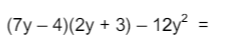 (7y – 4)(2y + 3) – 12y² =